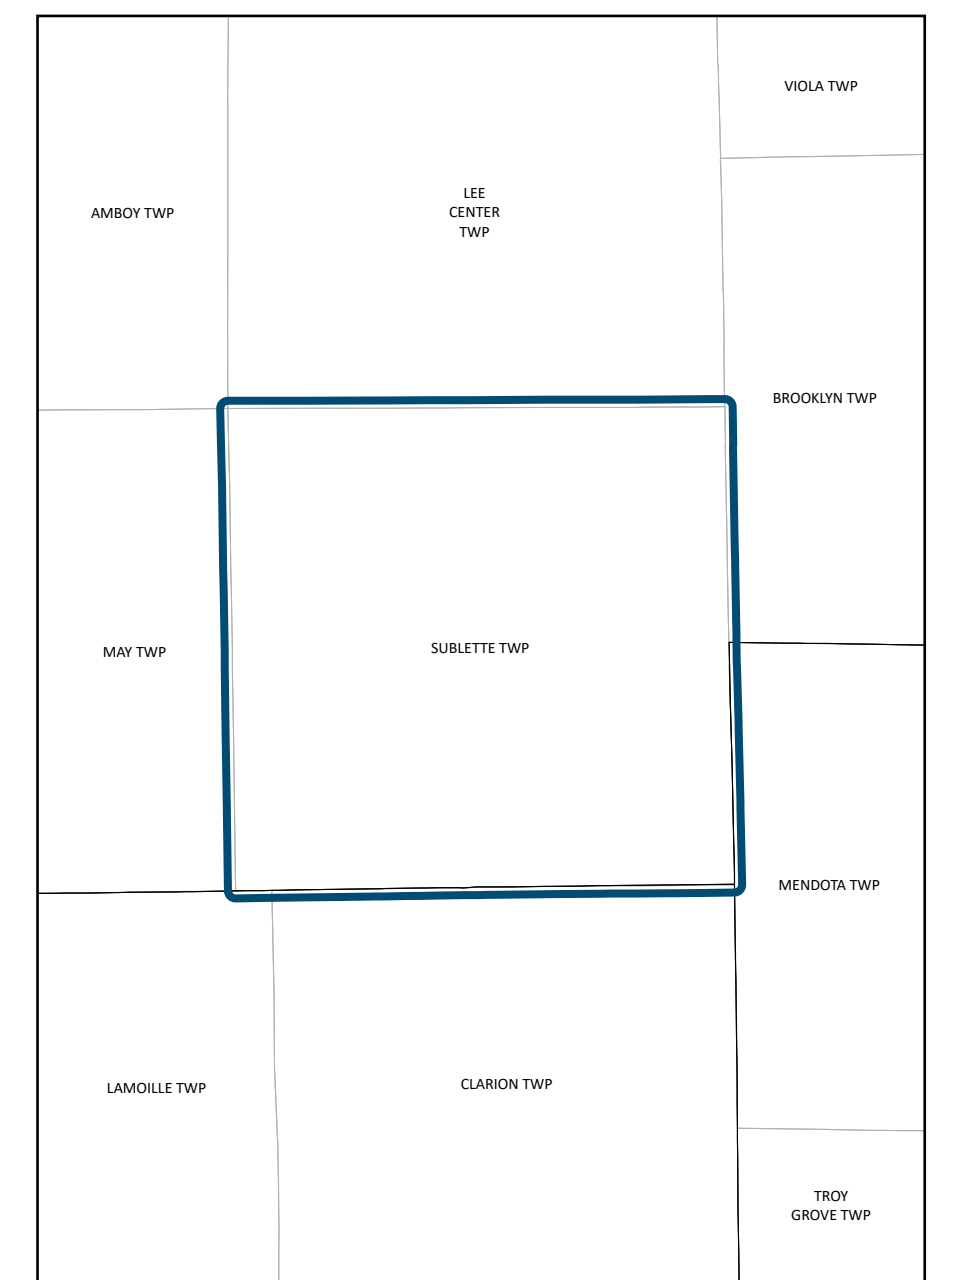 VIOLA TWP
AMBOY TWP
LEE
CENTER
TWP
BROOKLYN TWP
MAY TWP
SUBLETTE TWP
MENDOTA TWP
LAMOILLE TWP
CLARION TWP
TROY
GROVE TWP